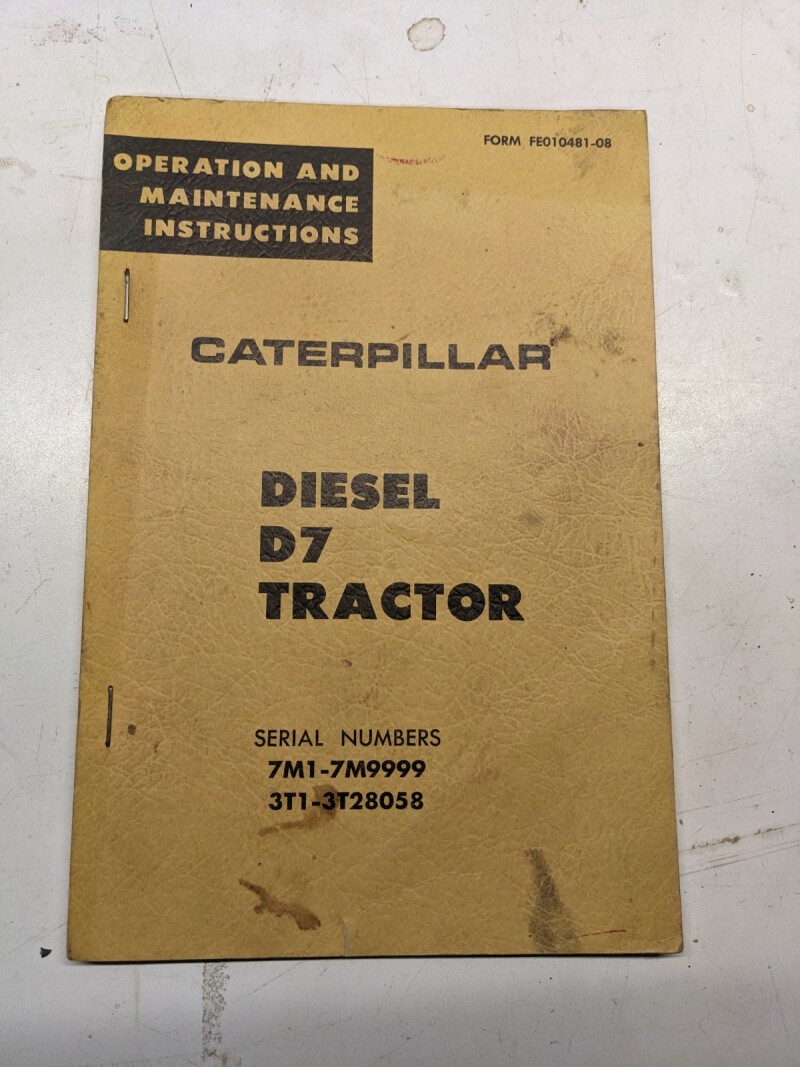 FORM FE010481-08
OPERATION AND
MAINTENANCE
INSTRUCTIONS
CATERPILLAR
DIESEL
D7
TRACTOR
SERIAL NUMBERS
7M1-7M9999
3T1-3T28058